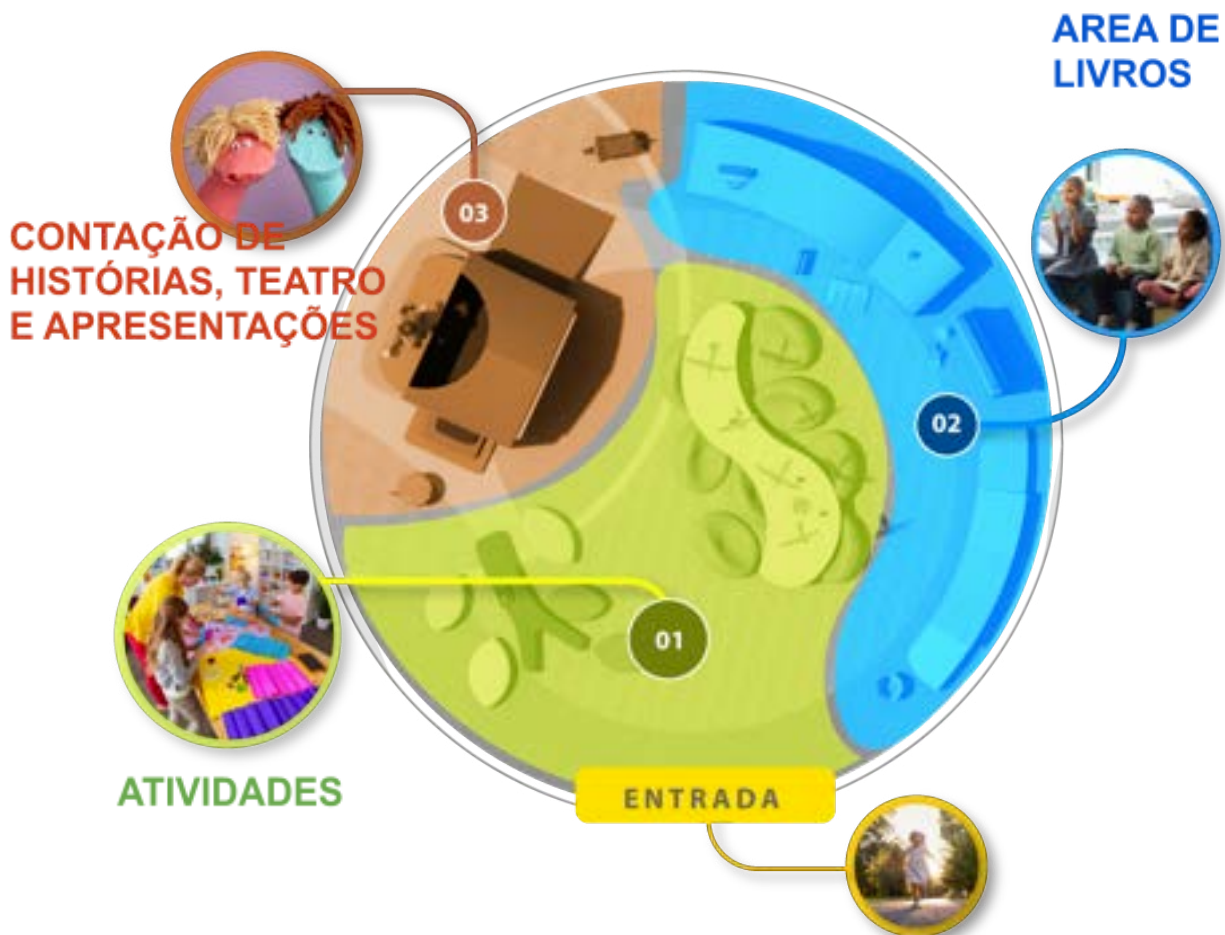 AREA DE
LIVROS
03
CONTAÇÃO DE
HISTÓRIAS, TEATRO
E APRESENTAÇÕES
02
01
ATIVIDADES
ENTRADA